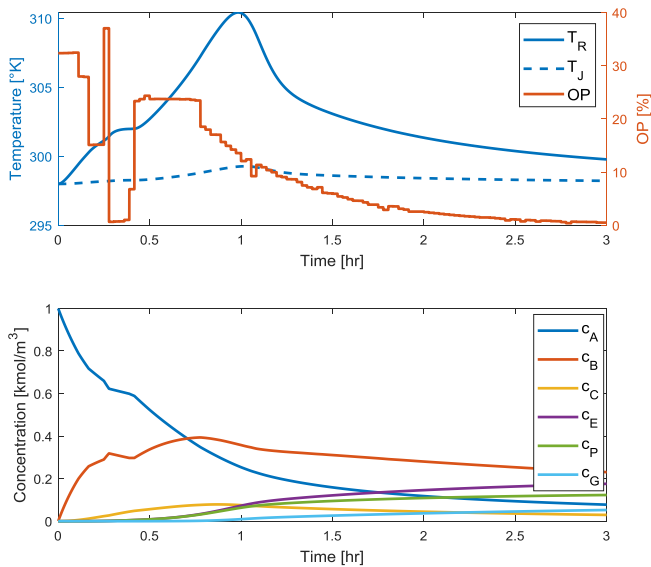 310
305
300
295
Temperature [°K]
40
30
20
10
0
OP [%]
T_R
T_J
OP
0
0.5
1
1.5
2
2.5
3
Time [hr]
1
0.8
0.6
0.4
0.2
0
Concentration [kmol/m³]
c_A
c_B
c_C
c_E
c_P
c_G
0
0.5
1
1.5
2
2.5
3
Time [hr]